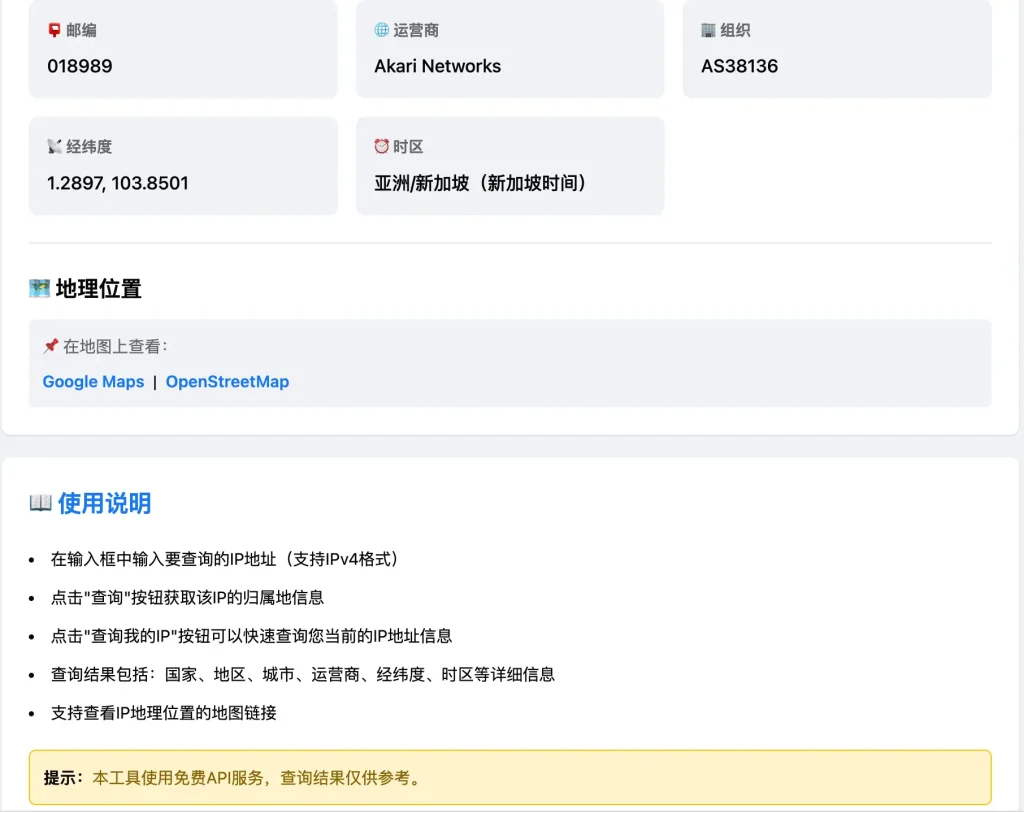 邮编
运营商
组织
018989
Akari Networks
AS38136
经纬度
时区
1.2897, 103.8501
亚洲/新加坡（新加坡时间）
地理位置
在地图上查看：
Google Maps | OpenStreetMap
使用说明
• 在输入框中输入要查询的IP地址（支持IPv4格式）
• 点击"查询"按钮获取该IP的归属地信息
• 点击"查询我的IP"按钮可以快速查询您当前的IP地址信息
• 查询结果包括：国家、地区、城市、运营商、经纬度、时区等详细信息
• 支持查看IP地理位置的地图链接
提示：本工具使用免费API服务，查询结果仅供参考。